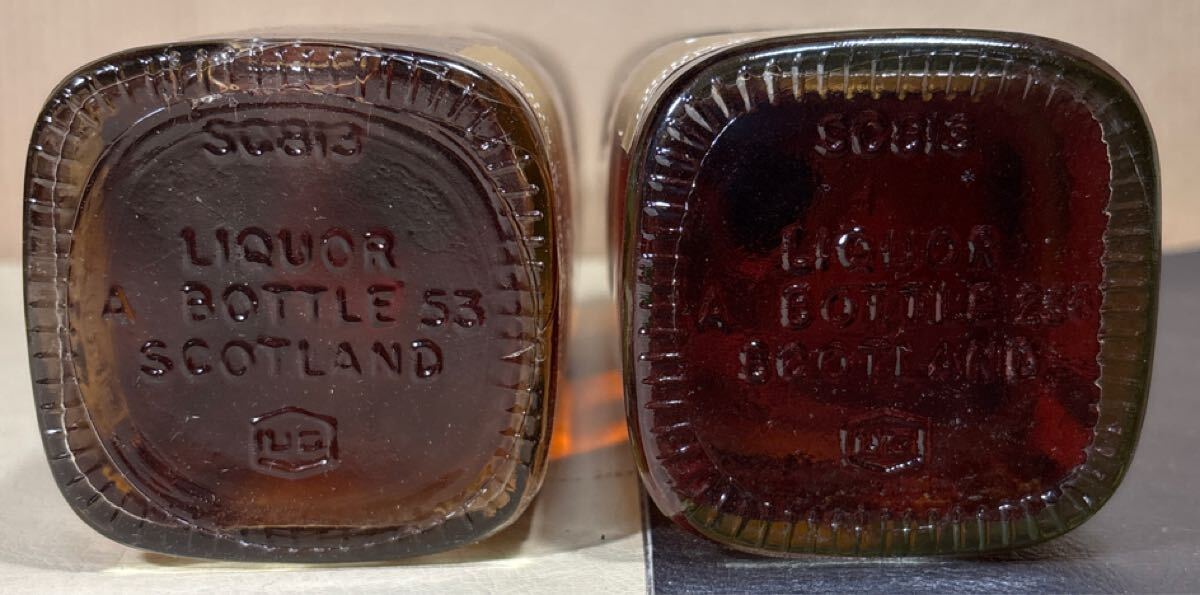 SC813
LIQUOR
A BOTTLE 53
SCOTLAND
SC813
LIQUOR
A BOTTLE
SCOTLAND